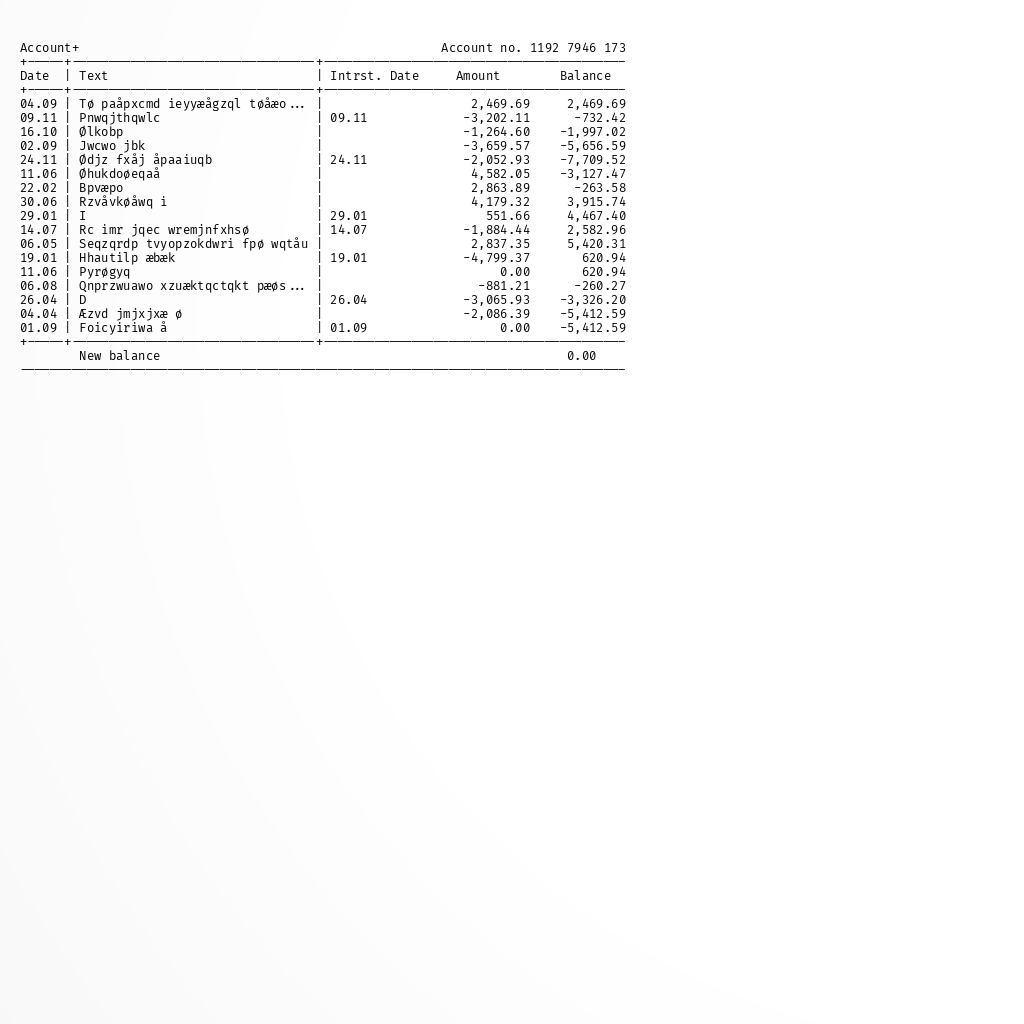 Account+ Account no. 1192 7946 173
Date | Text | Intrst. Date Amount Balance
04.09 | Tø paåpxcmd ieyyæågzql tøåæo... | 2,469.69 2,469.69
09.11 | Pnwqjthqwlc | 09.11 -3,202.11 -732.42
16.10 | Ølkobp | -1,264.60 -1,997.02
02.09 | Jwcwo jbk | -3,659.57 -5,656.59
24.11 | Ødjz fxåj åpaaiuqb | 24.11 -2,052.93 -7,709.52
11.06 | Øhukdoøeqaå | 4,582.05 -3,127.47
22.02 | Bpvæpo | 2,863.89 -263.58
30.06 | Rzvåvkøåwq i | 4,179.32 3,915.74
29.01 | I | 29.01 551.66 4,467.40
14.07 | Rc imr jqec wremjnfxhsø | 14.07 -1,884.44 2,582.96
06.05 | Seqzqrdp tvyopzokdwri fpø wqtåu | 2,837.35 5,420.31
19.01 | Hhautilp æbæk | 19.01 -4,799.37 620.94
11.06 | Pyrøgyq | 0.00 620.94
06.08 | Qnprzwuawo xzuæktqctqkt pæøs... | -881.21 -260.27
26.04 | D | 26.04 -3,065.93 -3,326.20
04.04 | Æzvd jmjxjxæ ø | -2,086.39 -5,412.59
01.09 | Foicyiriwa å | 01.09 0.00 -5,412.59
New balance 0.00